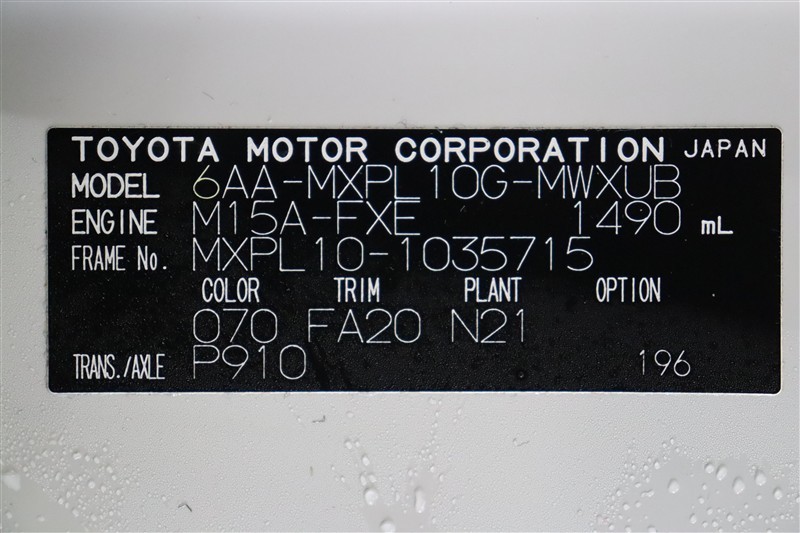 TOYOTA MOTOR CORPORATION JAPAN
MODEL 6AA-MXPL10G-MWXUB
ENGINE M15A-FXE 1490 mL
FRAME No. MXPL10-1035715
COLOR TRIM PLANT OPTION
070 FA20 N21
TRANS./AXLE P910 196